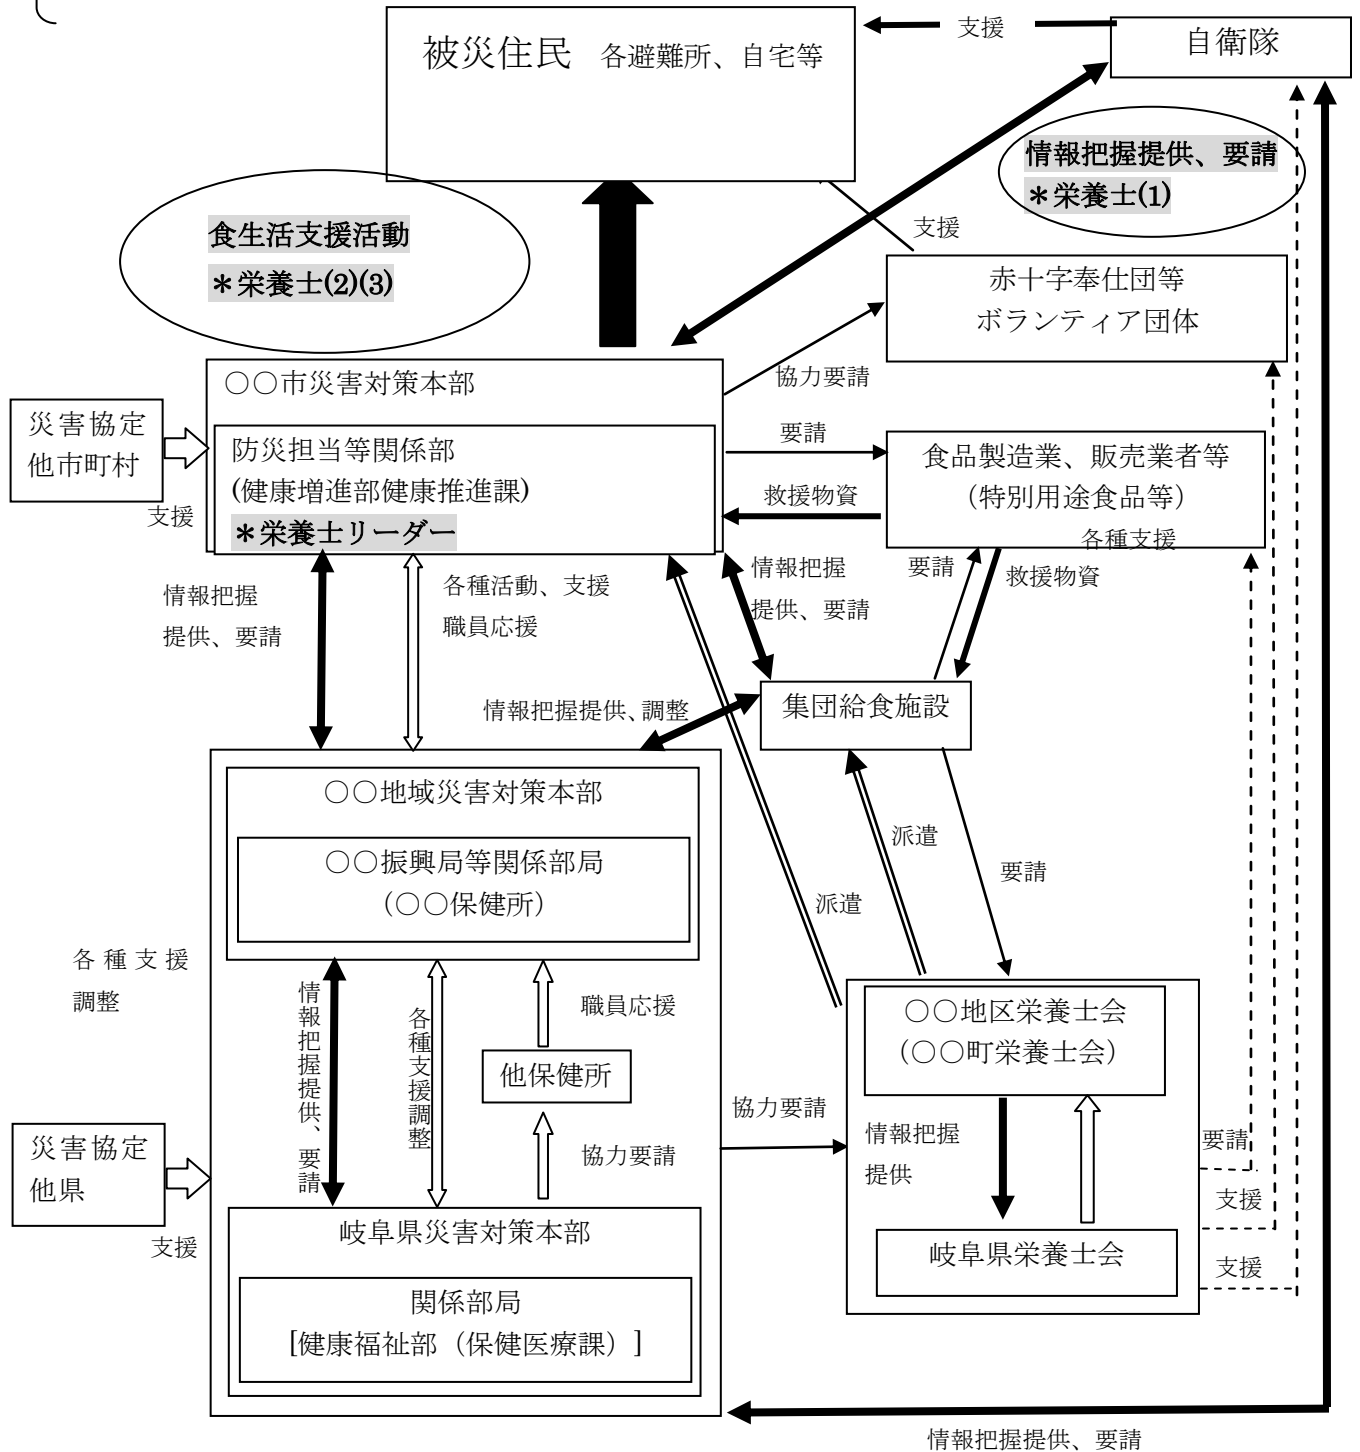 被災住民 各避難所、自宅等
支援
自衛隊
情報把握提供、要請
＊栄養士(1)
食生活支援活動
＊栄養士(2)(3)
支援
赤十字奉仕団等
ボランティア団体
協力要請
〇〇市災害対策本部
災害協定
他市町村
支援
防災担当等関係部
(健康増進部健康推進課)
＊栄養士リーダー
要請
救援物資
食品製造業、販売業者等
（特別用途食品等）
各種支援
情報把握
提供、要請
各種活動、支援
職員応援
情報把握
提供、要請
要請
救援物資
情報把握提供、調整
集団給食施設
〇〇地域災害対策本部
〇〇振興局等関係部局
（〇〇保健所）
派遣
派遣
要請
各種支援
調整
情報把握提供、要請
各種支援調整
職員応援
他保健所
協力要請
〇〇地区栄養士会
(〇〇町栄養士会）
協力要請
情報把握
提供
要請
支援
支援
岐阜県栄養士会
災害協定
他県
支援
岐阜県災害対策本部
関係部局
[健康福祉部（保健医療課）]
情報把握提供、要請